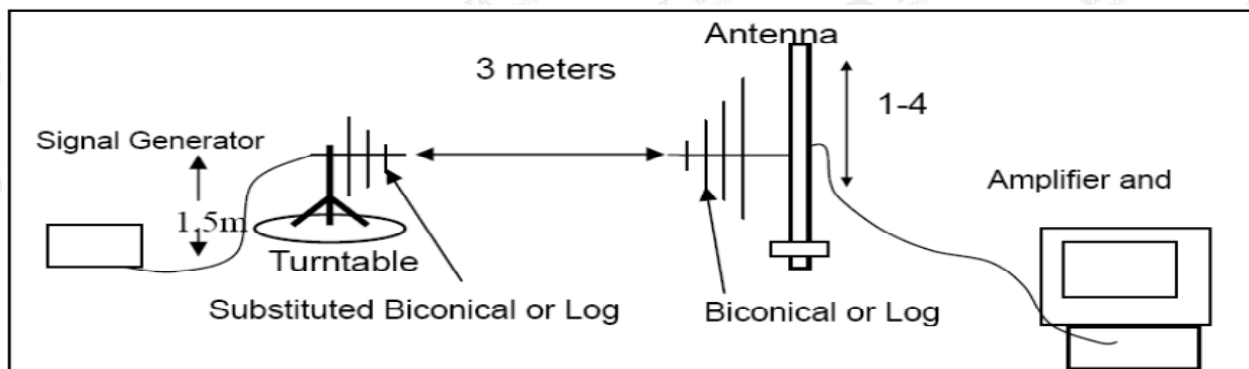 Antenna
3 meters
1-4
Signal Generator
1.5m
Amplifier and
Turntable
Substituted Biconical or Log
Biconical or Log